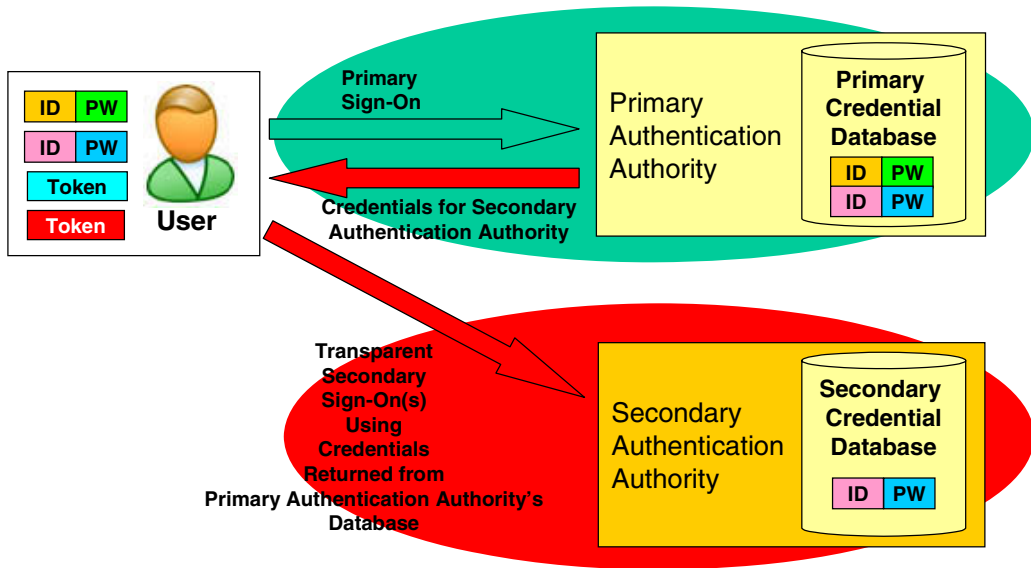 ID PW
ID PW
Token
Token
User
Primary
Sign-On
Credentials for Secondary
Authentication Authority
Primary
Authentication
Authority
Primary
Credential
Database
ID PW
ID PW
Transparent
Secondary
Sign-On(s)
Using
Credentials
Returned from
Primary Authentication Authority's
Database
Secondary
Authentication
Authority
Secondary
Credential
Database
ID PW